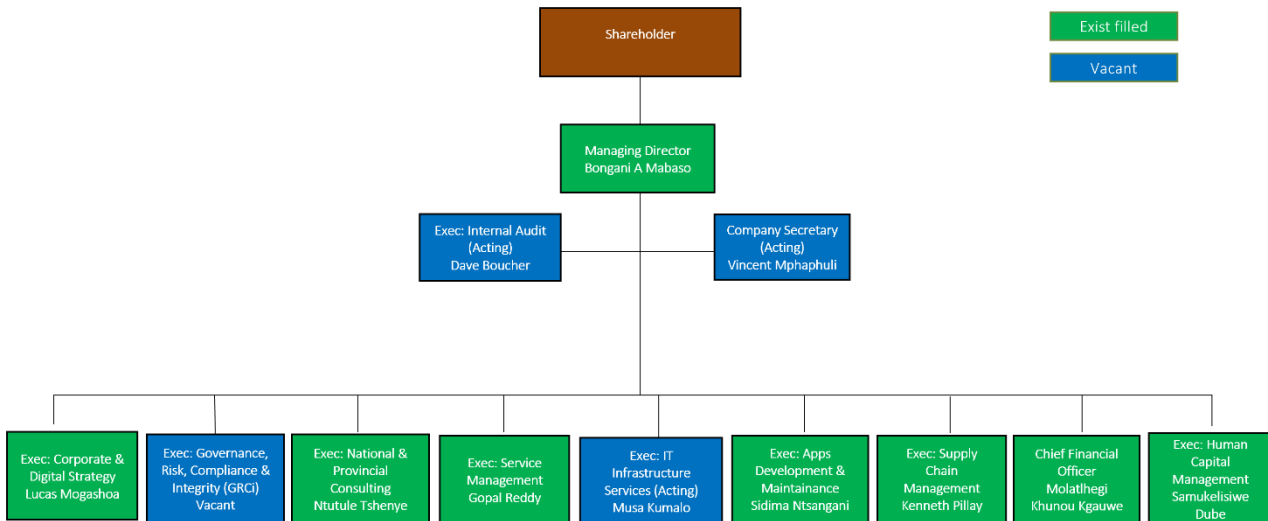 Shareholder
Exist filled
Vacant
Managing Director
Bongani A Mabaso
Exec: Internal Audit
(Acting)
Dave Boucher
Company Secretary
(Acting)
Vincent Mphaphuli
Exec: Corporate &
Digital Strategy
Lucas Mogashoa
Exec: Governance,
Risk, Compliance &
Integrity (GRCi)
Vacant
Exec: National &
Provincial
Consulting
Ntutule Tshenye
Exec: Service
Management
Gopal Reddy
Exec: IT
Infrastructure
Services (Acting)
Musa Kumalo
Exec: Apps
Development &
Maintainance
Sidima Ntsangani
Exec: Supply
Chain
Management
Kenneth Pillay
Chief Financial
Officer
Molatlhegi
Khunou Kgauwe
Exec: Human
Capital
Management
Samukelisiwe
Dube